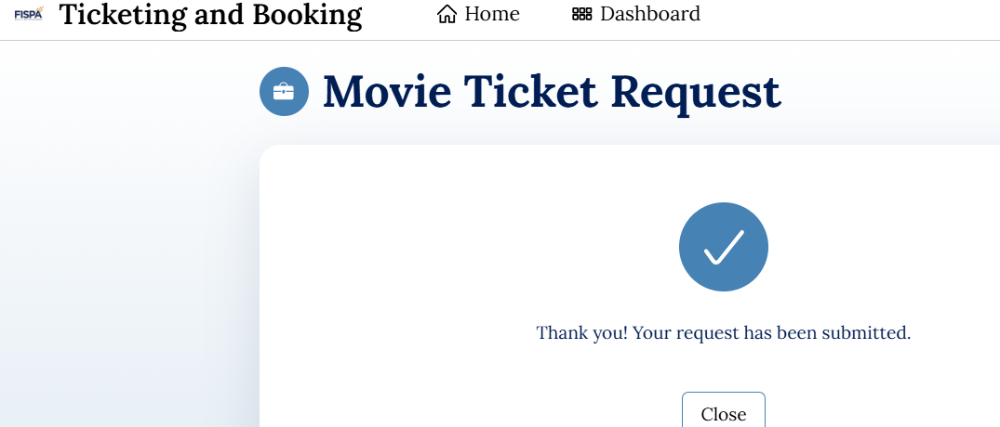 FISPA
Ticketing and Booking
Home
Dashboard
Movie Ticket Request
Thank you! Your request has been submitted.
Close